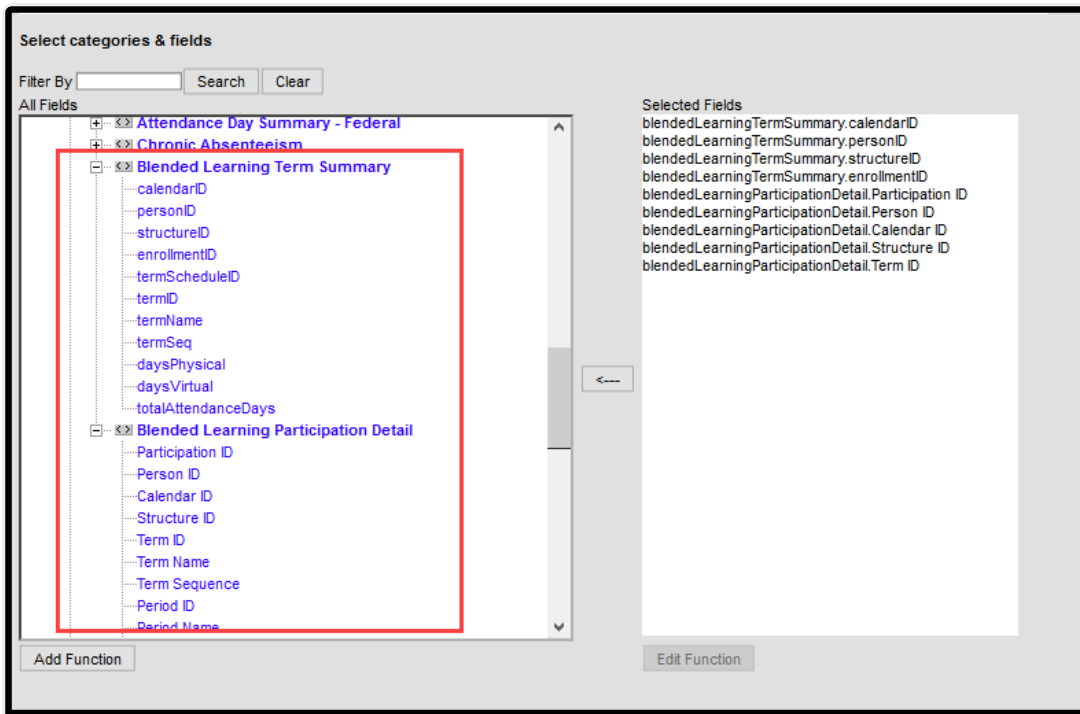 Select categories & fields
Filter By Search Clear
All Fields
Attendance Day Summary - Federal
Chronic Absenteeism
Blended Learning Term Summary
calendarID
personID
structureID
enrollmentID
termScheduleID
termID
termName
termSeq
daysPhysical
daysVirtual
totalAttendanceDays
Blended Learning Participation Detail
Participation ID
Person ID
Calendar ID
Structure ID
Term ID
Term Name
Term Sequence
Period ID
Period Name
Add Function
<---
Selected Fields
blendedLearningTermSummary.calendarID
blendedLearningTermSummary.personID
blendedLearningTermSummary.structureID
blendedLearningTermSummary.enrollmentID
blendedLearningParticipationDetail.Participation ID
blendedLearningParticipationDetail.Person ID
blendedLearningParticipationDetail.Calendar ID
blendedLearningParticipationDetail.Structure ID
blendedLearningParticipationDetail.Term ID
Edit Function